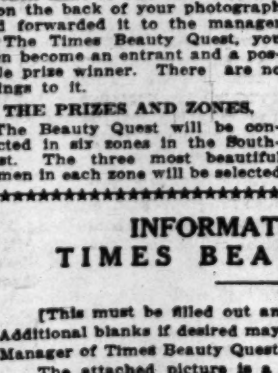 on the back of your photograph
d forwarded it to the manager
The Times Beauty Quest, you
n become an entrant and a pos-
le prize winner. There are no
ings to it.
THE PRIZES AND ZONES.
The Beauty Quest will be con-
cted in six zones in the South-
st. The three most beautiful
men in each zone will be selected
INFORMAT
TIMES BEA
[This must be filled out an
Additional blanks if desired may
Manager of Times Beauty Quest
The attached picture is a